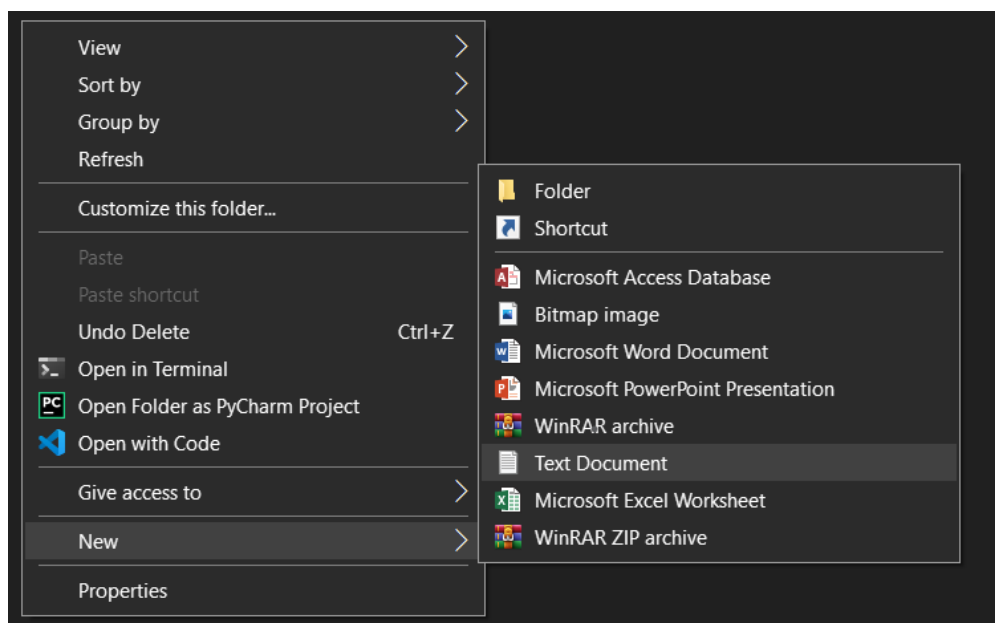 View
Sort by
Group by
Refresh
Customize this folder...
Paste
Paste shortcut
Undo Delete Ctrl+Z
Open in Terminal
PC Open Folder as PyCharm Project
Open with Code
Give access to
New
Properties
Folder
Shortcut
Microsoft Access Database
Bitmap image
Microsoft Word Document
Microsoft PowerPoint Presentation
WinRAR archive
Text Document
Microsoft Excel Worksheet
WinRAR ZIP archive